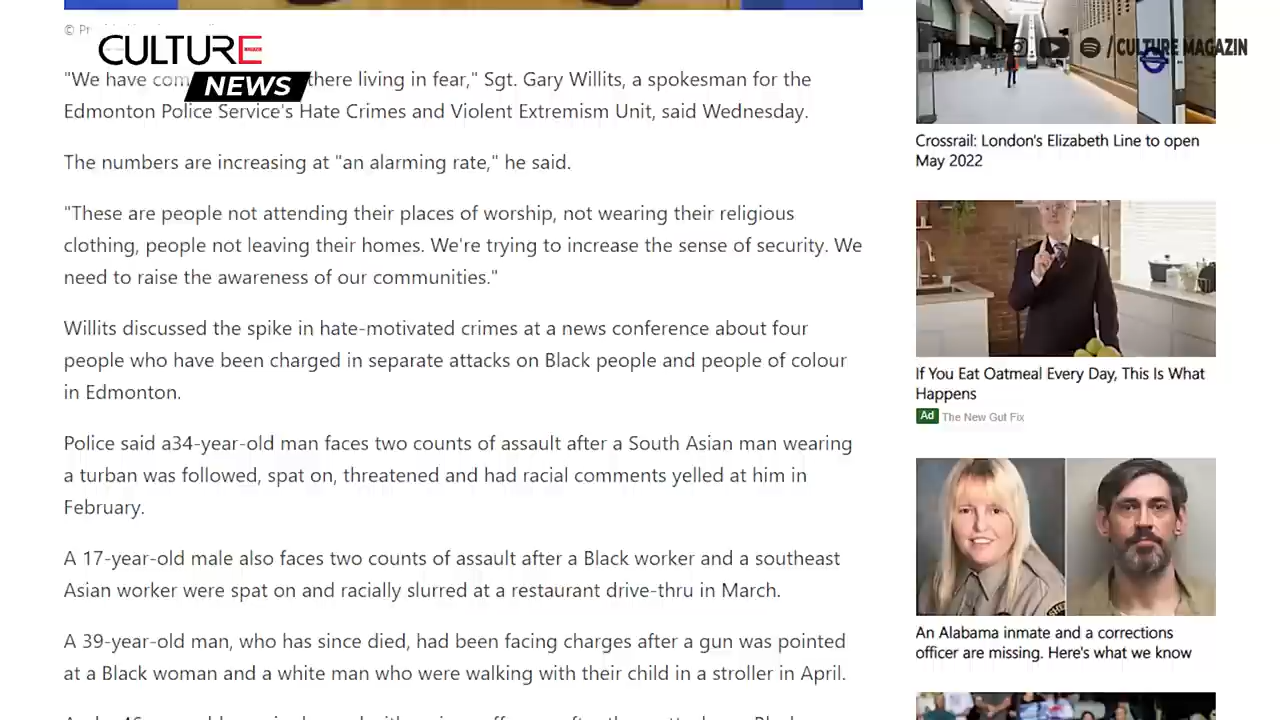 © Pr
CULTURE
NEWS
/CULTURE MAGAZIN
"We have com there living in fear," Sgt. Gary Willits, a spokesman for the
Edmonton Police Service's Hate Crimes and Violent Extremism Unit, said Wednesday.
The numbers are increasing at "an alarming rate," he said.
"These are people not attending their places of worship, not wearing their religious
clothing, people not leaving their homes. We're trying to increase the sense of security. We
need to raise the awareness of our communities."
Willits discussed the spike in hate-motivated crimes at a news conference about four
people who have been charged in separate attacks on Black people and people of colour
in Edmonton.
Police said a34-year-old man faces two counts of assault after a South Asian man wearing
a turban was followed, spat on, threatened and had racial comments yelled at him in
February.
A 17-year-old male also faces two counts of assault after a Black worker and a southeast
Asian worker were spat on and racially slurred at a restaurant drive-thru in March.
A 39-year-old man, who has since died, had been facing charges after a gun was pointed
at a Black woman and a white man who were walking with their child in a stroller in April.
Crossrail: London's Elizabeth Line to open
May 2022
If You Eat Oatmeal Every Day, This Is What
Happens
Ad The New Gut Fix
An Alabama inmate and a corrections
officer are missing. Here's what we know